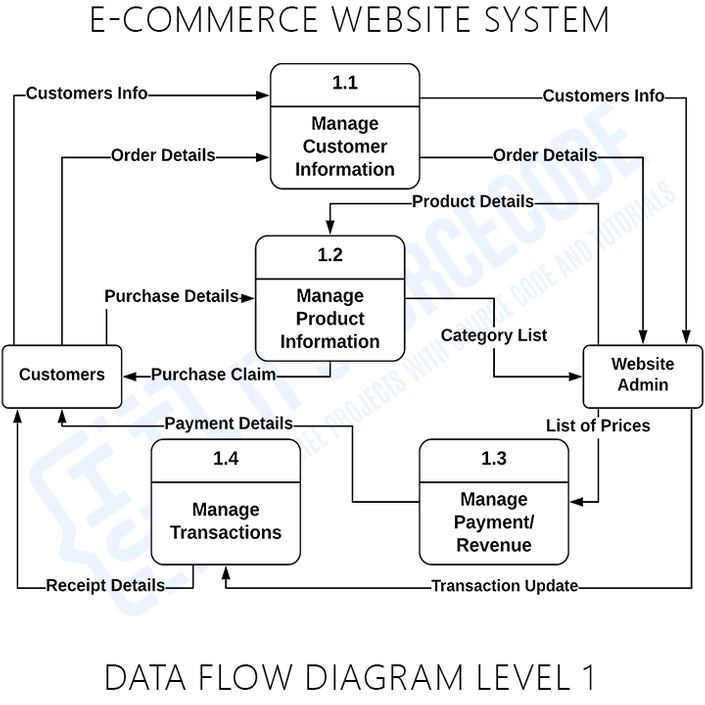 E-COMMERCE WEBSITE SYSTEM
1.1
Customers Info
Customers Info
Manage
Customer
Information
Order Details
Order Details
Product Details
1.2
Purchase Details
Manage
Product
Information
Category List
Customers
Purchase Claim
Website
Admin
Payment Details
List of Prices
1.4
1.3
Manage
Transactions
Manage
Payment/
Revenue
Receipt Details
Transaction Update
DATA FLOW DIAGRAM LEVEL 1